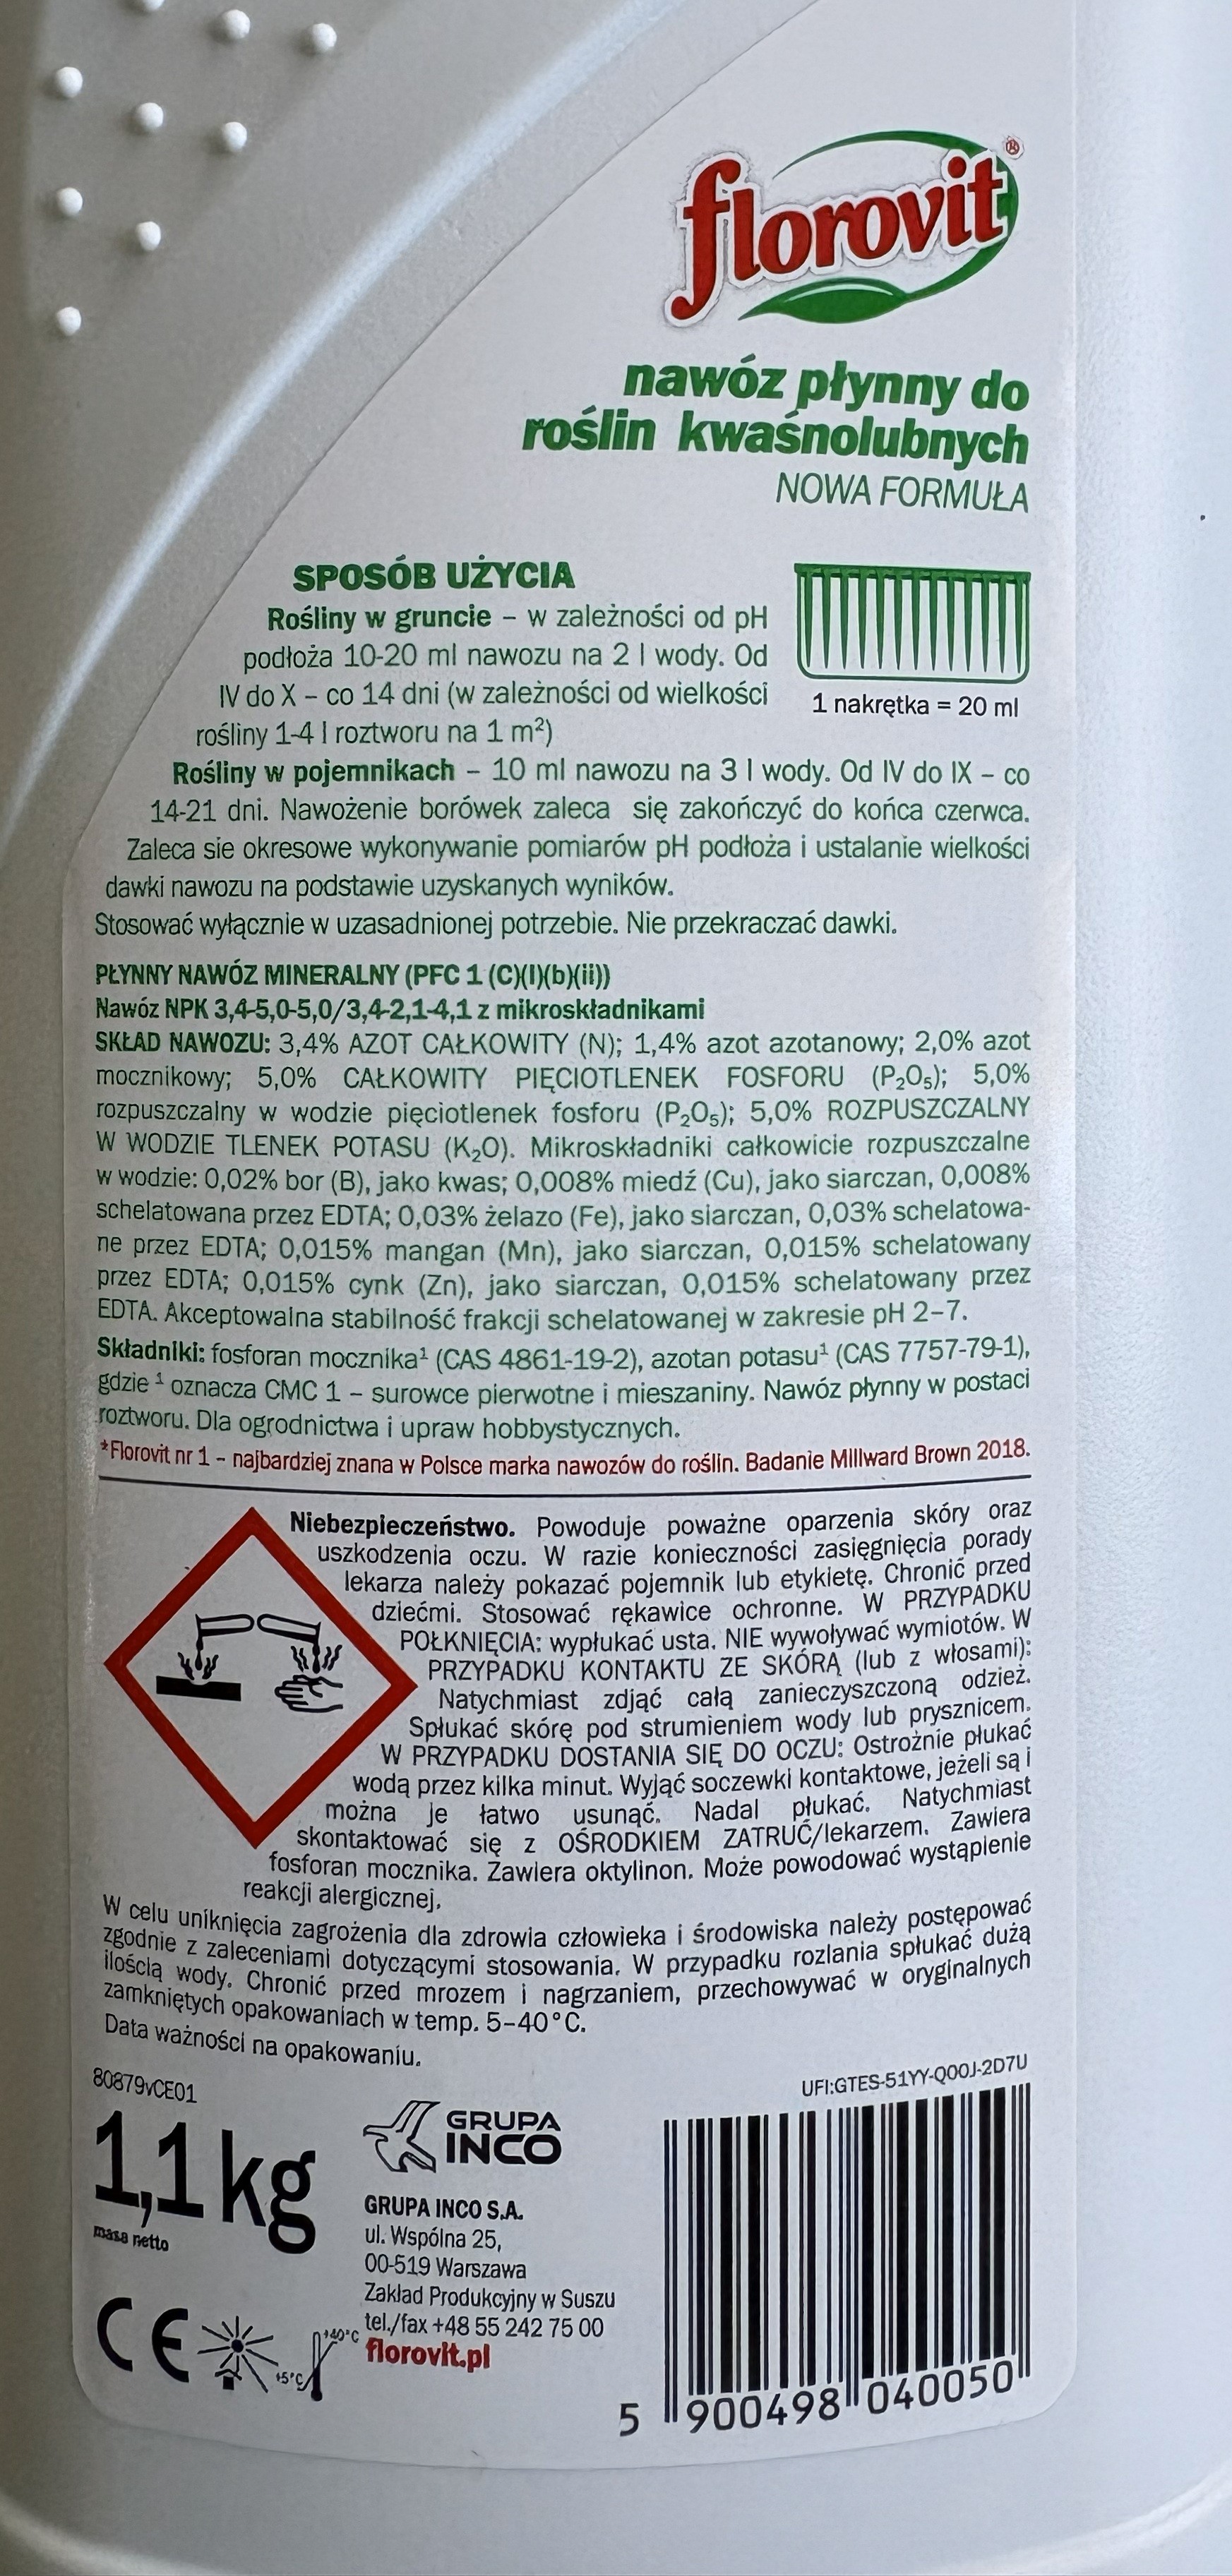 florovit®
nawóz płynny do
roślin kwaśnolubnych
NOWA FORMUŁA
SPOSÓB UŻYCIA
Rośliny w gruncie – w zależności od pH
podłoża 10-20 ml nawozu na 2 l wody. Od
IV do X – co 14 dni (w zależności od wielkości
rośliny 1-4 l roztworu na 1 m²)
1 nakrętka = 20 ml
Rośliny w pojemnikach – 10 ml nawozu na 3 l wody. Od IV do IX – co
14-21 dni. Nawożenie borówek zaleca się zakończyć do końca czerwca.
Zaleca sie okresowe wykonywanie pomiarów pH podłoża i ustalanie wielkości
dawki nawozu na podstawie uzyskanych wyników.
Stosować wyłącznie w uzasadnionej potrzebie. Nie przekraczać dawki.
PŁYNNY NAWÓZ MINERALNY (PFC 1 (C)(I)(b)(ii))
Nawóz NPK 3,4-5,0-5,0/3,4-2,1-4,1 z mikroskładnikami
SKŁAD NAWOZU: 3,4% AZOT CAŁKOWITY (N); 1,4% azot azotanowy; 2,0% azot
mocznikowy; 5,0% CAŁKOWITY PIĘCIOTLENEK FOSFORU (P₂O₅); 5,0%
rozpuszczalny w wodzie pięciotlenek fosforu (P₂O₅); 5,0% ROZPUSZCZALNY
W WODZIE TLENEK POTASU (K₂O). Mikroskładniki całkowicie rozpuszczalne
w wodzie: 0,02% bor (B), jako kwas; 0,008% miedź (Cu), jako siarczan, 0,008%
schelatowana przez EDTA; 0,03% żelazo (Fe), jako siarczan, 0,03% schelatowa-
ne przez EDTA; 0,015% mangan (Mn), jako siarczan, 0,015% schelatowany
przez EDTA; 0,015% cynk (Zn), jako siarczan, 0,015% schelatowany przez
EDTA. Akceptowalna stabilność frakcji schelatowanej w zakresie pH 2–7.
Składniki: fosforan mocznika¹ (CAS 4861-19-2), azotan potasu¹ (CAS 7757-79-1),
gdzie ¹ oznacza CMC 1 – surowce pierwotne i mieszaniny. Nawóz płynny w postaci
roztworu. Dla ogrodnictwa i upraw hobbystycznych.
*Florovit nr 1 – najbardziej znana w Polsce marka nawozów do roślin. Badanie Millward Brown 2018.
Niebezpieczeństwo. Powoduje poważne oparzenia skóry oraz
uszkodzenia oczu. W razie konieczności zasięgnięcia porady
lekarza należy pokazać pojemnik lub etykietę. Chronić przed
dziećmi. Stosować rękawice ochronne. W PRZYPADKU
POŁKNIĘCIA: wypłukać usta. NIE wywoływać wymiotów. W
PRZYPADKU KONTAKTU ZE SKÓRĄ (lub z włosami):
Natychmiast zdjąć całą zanieczyszczoną odzież.
Spłukać skórę pod strumieniem wody lub prysznicem.
W PRZYPADKU DOSTANIA SIĘ DO OCZU: Ostrożnie płukać
wodą przez kilka minut. Wyjąć soczewki kontaktowe, jeżeli są i
można je łatwo usunąć. Nadal płukać. Natychmiast
skontaktować się z OŚRODKIEM ZATRUĆ/lekarzem. Zawiera
fosforan mocznika. Zawiera oktylinon. Może powodować wystąpienie
reakcji alergicznej.
W celu uniknięcia zagrożenia dla zdrowia człowieka i środowiska należy postępować
zgodnie z zaleceniami dotyczącymi stosowania. W przypadku rozlania spłukać dużą
ilością wody. Chronić przed mrozem i nagrzaniem, przechowywać w oryginalnych
zamkniętych opakowaniach w temp. 5–40°C.
Data ważności na opakowaniu.
80879vCE01
1,1 kg
masa netto
GRUPA
INCO
GRUPA INCO S.A.
ul. Wspólna 25,
00-519 Warszawa
Zakład Produkcyjny w Suszu
tel./fax +48 55 242 75 00
florovit.pl
CE
+5°C
+40°C
UFI:GTES-51YY-Q00J-2D7U
5 900498 040050